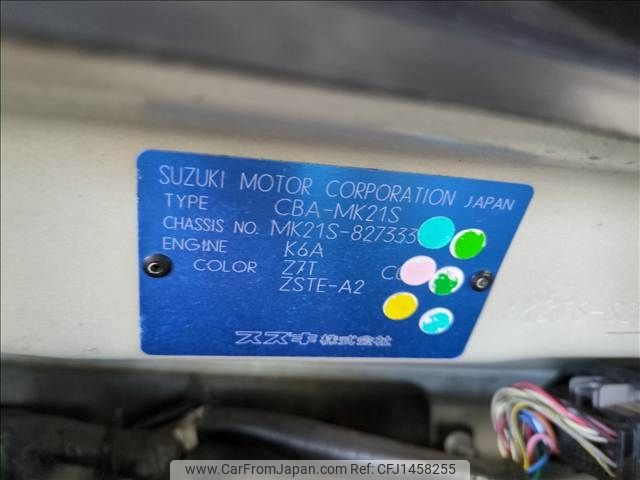 SUZUKI MOTOR CORPORATION JAPAN
TYPE CBA-MK21S
CHASSIS NO. MK21S-827333
ENGINE K6A
COLOR Z7T
ZSTE-A2
スズキ株式会社
www.CarFromJapan.com © CFJ1458255